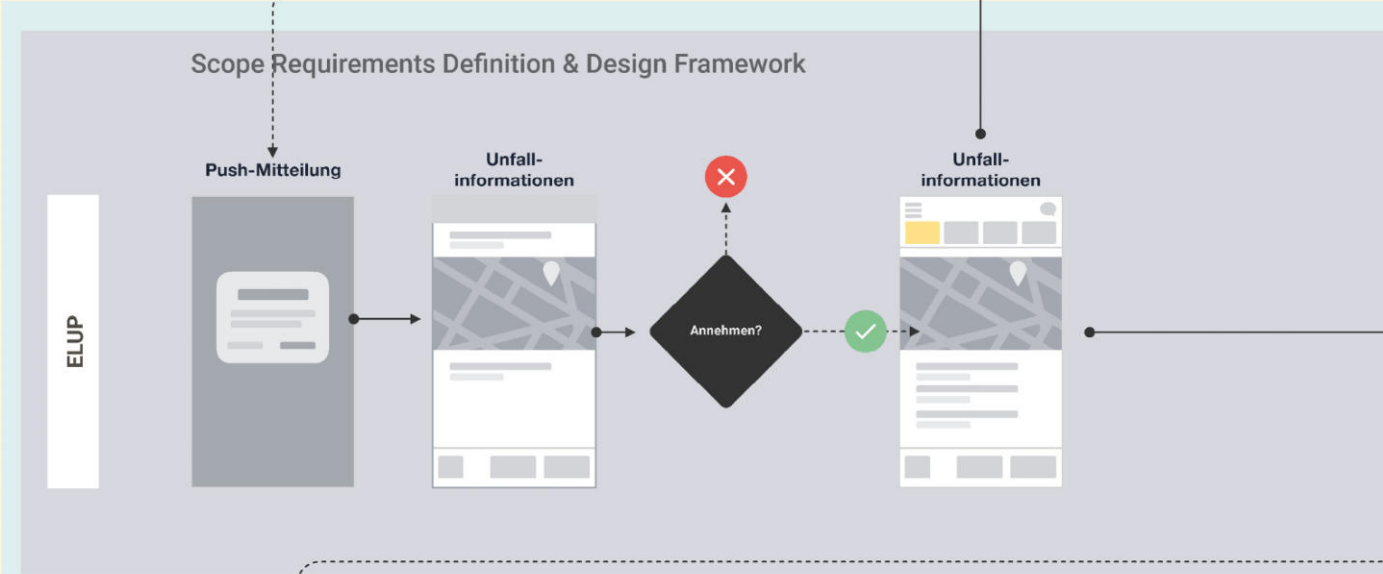 Scope Requirements Definition & Design Framework
Push-Mitteilung
Unfall-
informationen
Unfall-
informationen
ELUP
Annehmen?